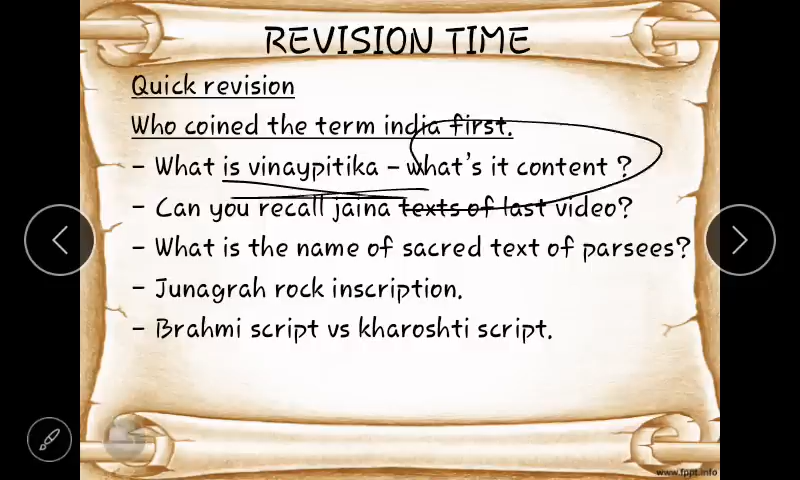 REVISION TIME
Quick revision
Who coined the term india first.
- What is vinaypitika - what's it content ?
- Can you recall jaina texts of last video?
- What is the name of sacred text of parsees?
- Junagrah rock inscription.
- Brahmi script vs kharoshti script.
www.fppt.info